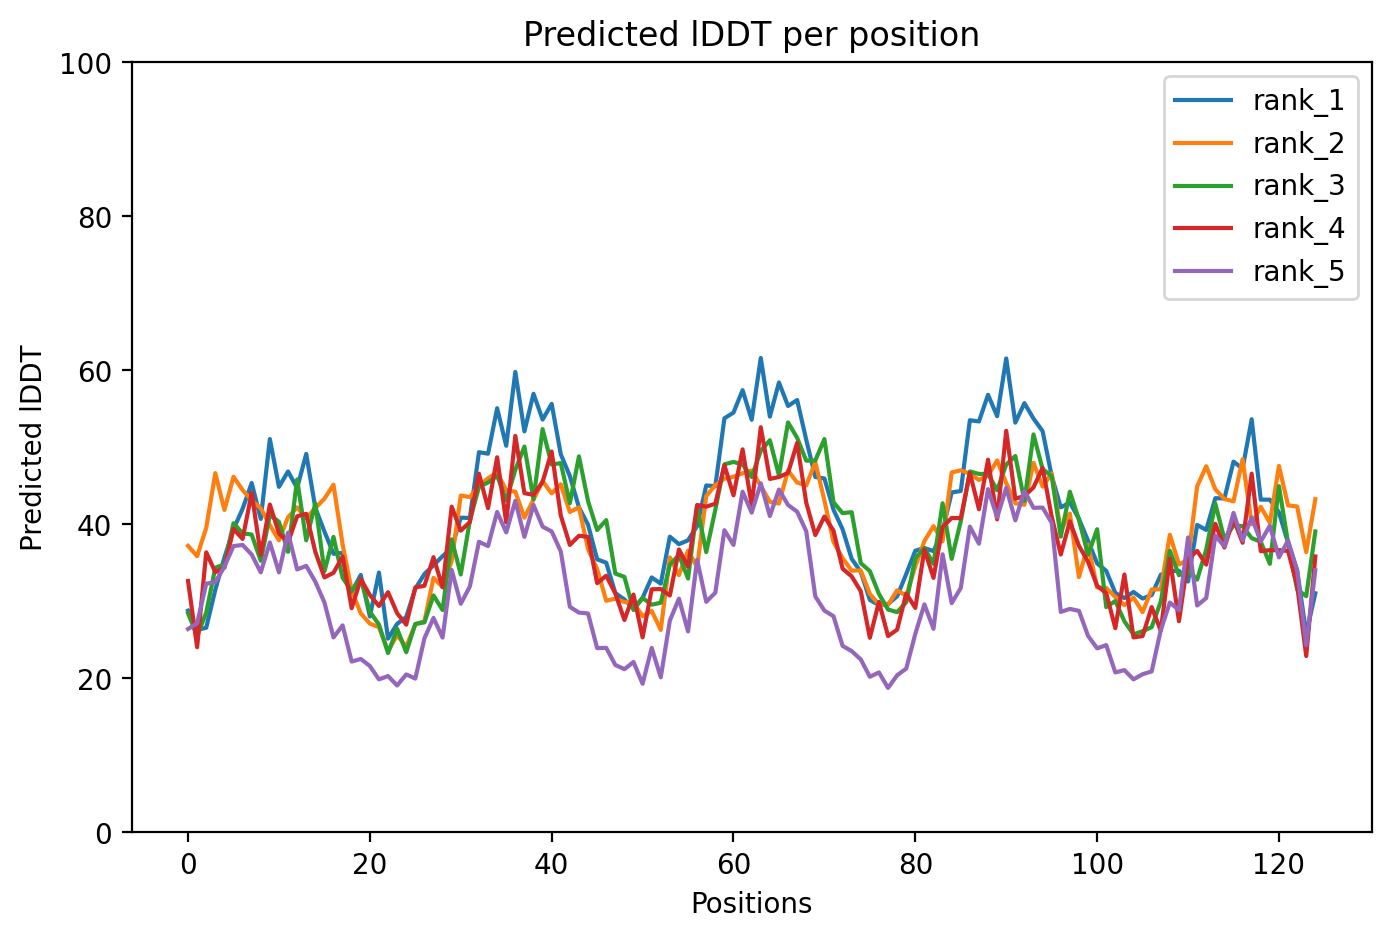 Predicted lDDT per position
100
80
60
40
20
0
Predicted lDDT
rank_1
rank_2
rank_3
rank_4
rank_5
0 20 40 60 80 100 120
Positions